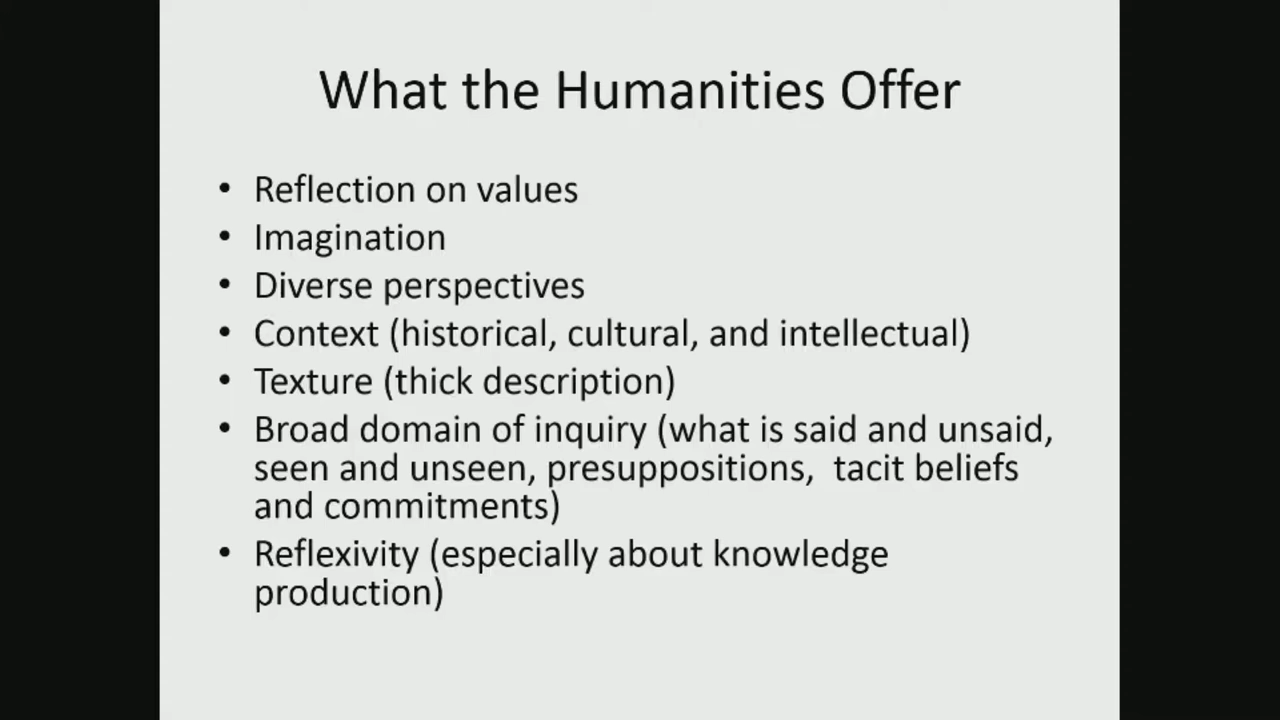 What the Humanities Offer
• Reflection on values
• Imagination
• Diverse perspectives
• Context (historical, cultural, and intellectual)
• Texture (thick description)
• Broad domain of inquiry (what is said and unsaid,
seen and unseen, presuppositions,  tacit beliefs
and commitments)
• Reflexivity (especially about knowledge
production)